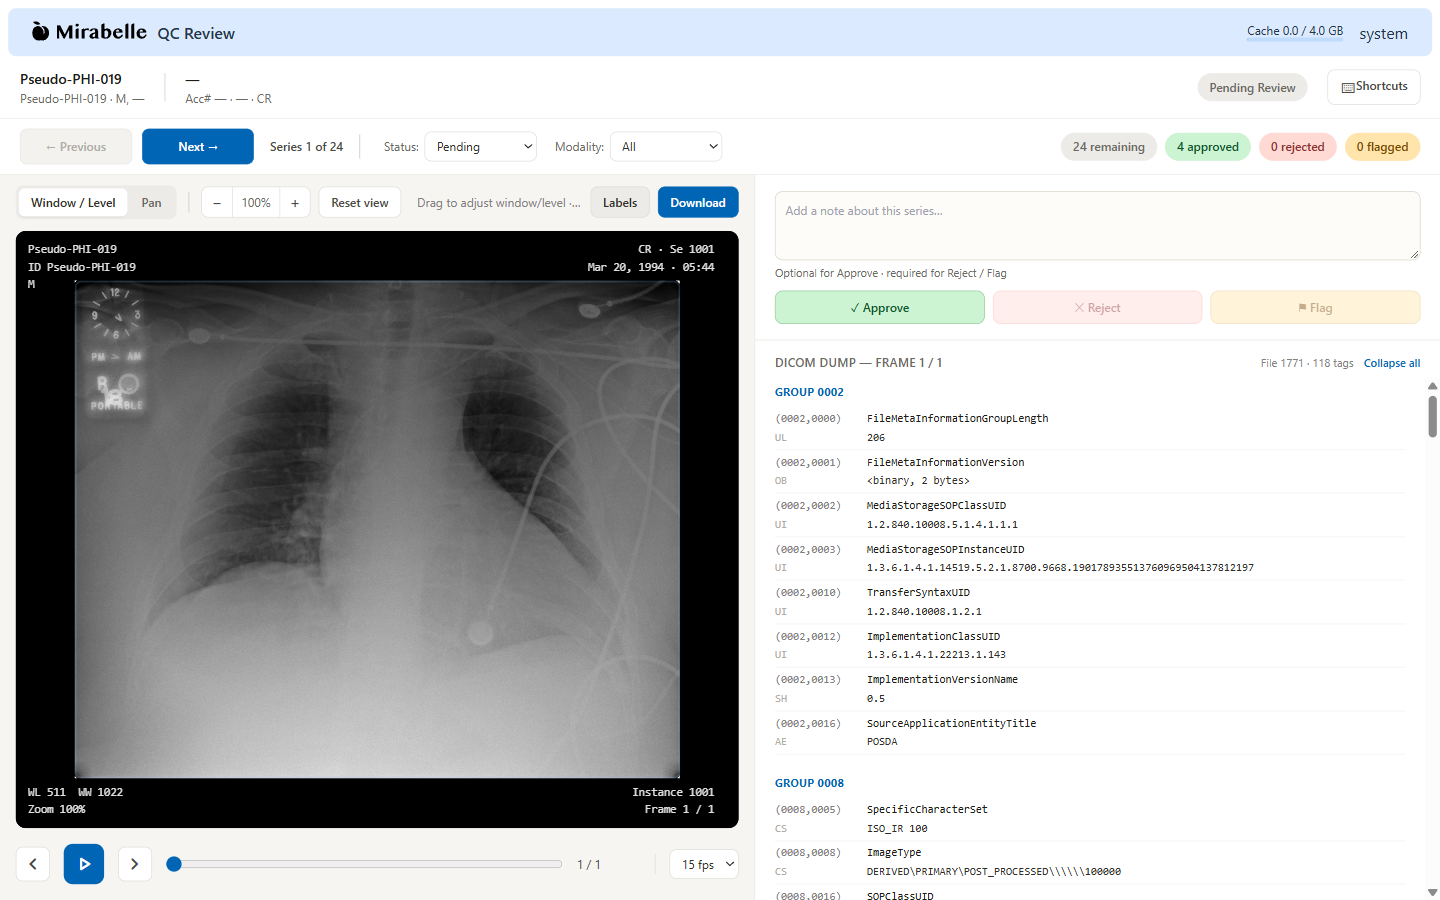 Mirabelle QC Review
Cache 0.0 / 4.0 GB
system
Pseudo-PHI-019
Pseudo-PHI-019 · M, —
—
Acc# — · — · CR
Pending Review
Shortcuts
← Previous
Next →
Series 1 of 24
Status:
Pending
Modality:
All
24 remaining
4 approved
0 rejected
0 flagged
Window / Level
Pan
−
100%
+
Reset view
Drag to adjust window/level ·...
Labels
Download
Pseudo-PHI-019
ID Pseudo-PHI-019
M
CR · Se 1001
Mar 20, 1994 · 05:44
12
9
3
6
PM > AM
R
PORTABLE
WL 511 WW 1022
Zoom 100%
Instance 1001
Frame 1 / 1
1 / 1
15 fps
Add a note about this series...
Optional for Approve · required for Reject / Flag
✓ Approve
✕ Reject
⚑ Flag
DICOM DUMP — FRAME 1 / 1
File 1771 · 118 tags
Collapse all
GROUP 0002
(0002,0000) FileMetaInformationGroupLength
UL 206
(0002,0001) FileMetaInformationVersion
OB <binary, 2 bytes>
(0002,0002) MediaStorageSOPClassUID
UI 1.2.840.10008.5.1.4.1.1.1
(0002,0003) MediaStorageSOPInstanceUID
UI 1.3.6.1.4.1.14519.5.2.1.8700.9668.190178935513760969504137812197
(0002,0010) TransferSyntaxUID
UI 1.2.840.10008.1.2.1
(0002,0012) ImplementationClassUID
UI 1.3.6.1.4.1.22213.1.143
(0002,0013) ImplementationVersionName
SH 0.5
(0002,0016) SourceApplicationEntityTitle
AE POSDA
GROUP 0008
(0008,0005) SpecificCharacterSet
CS ISO_IR 100
(0008,0008) ImageType
CS DERIVED\PRIMARY\POST_PROCESSED\\\\\\100000
(0008,0016) SOPClassUID